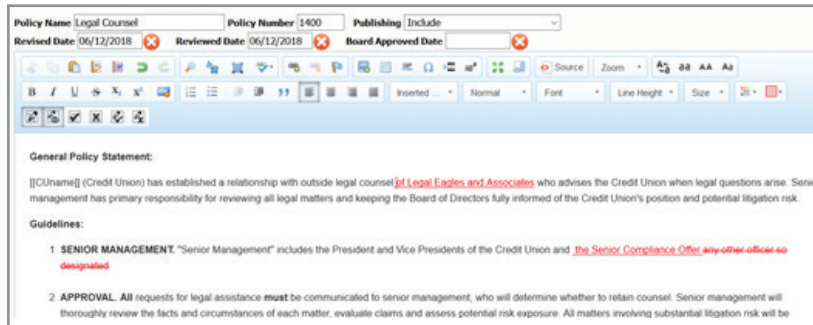 Policy Name Legal Counsel Policy Number 1400 Publishing Include
Revised Date 06/12/2018 Reviewed Date 06/12/2018 Board Approved Date
Source Zoom
B I U S Inserted ... Normal Font Line Height Size
General Policy Statement:
[[CUname]] (Credit Union) has established a relationship with outside legal counsel of Legal Eagles and Associates who advises the Credit Union when legal questions arise. Senio
management has primary responsibility for reviewing all legal matters and keeping the Board of Directors fully informed of the Credit Union's position and potential litigation risk.
Guidelines:
1. SENIOR MANAGEMENT. "Senior Management" includes the President and Vice Presidents of the Credit Union and the Senior Compliance Offer any other officer so
designated.
2. APPROVAL. All requests for legal assistance must be communicated to senior management, who will determine whether to retain counsel. Senior management will
thoroughly review the facts and circumstances of each matter, evaluate claims and assess potential risk exposure. All matters involving substantial litigation risk will be